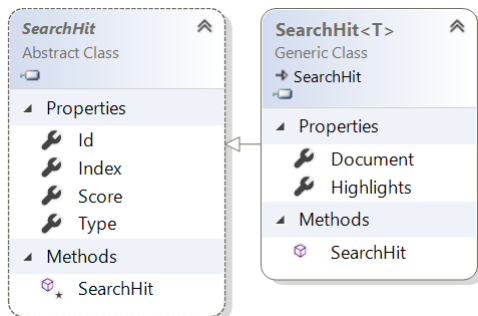 SearchHit
Abstract Class
Properties
Id
Index
Score
Type
Methods
SearchHit
SearchHit<T>
Generic Class
SearchHit
Properties
Document
Highlights
Methods
SearchHit